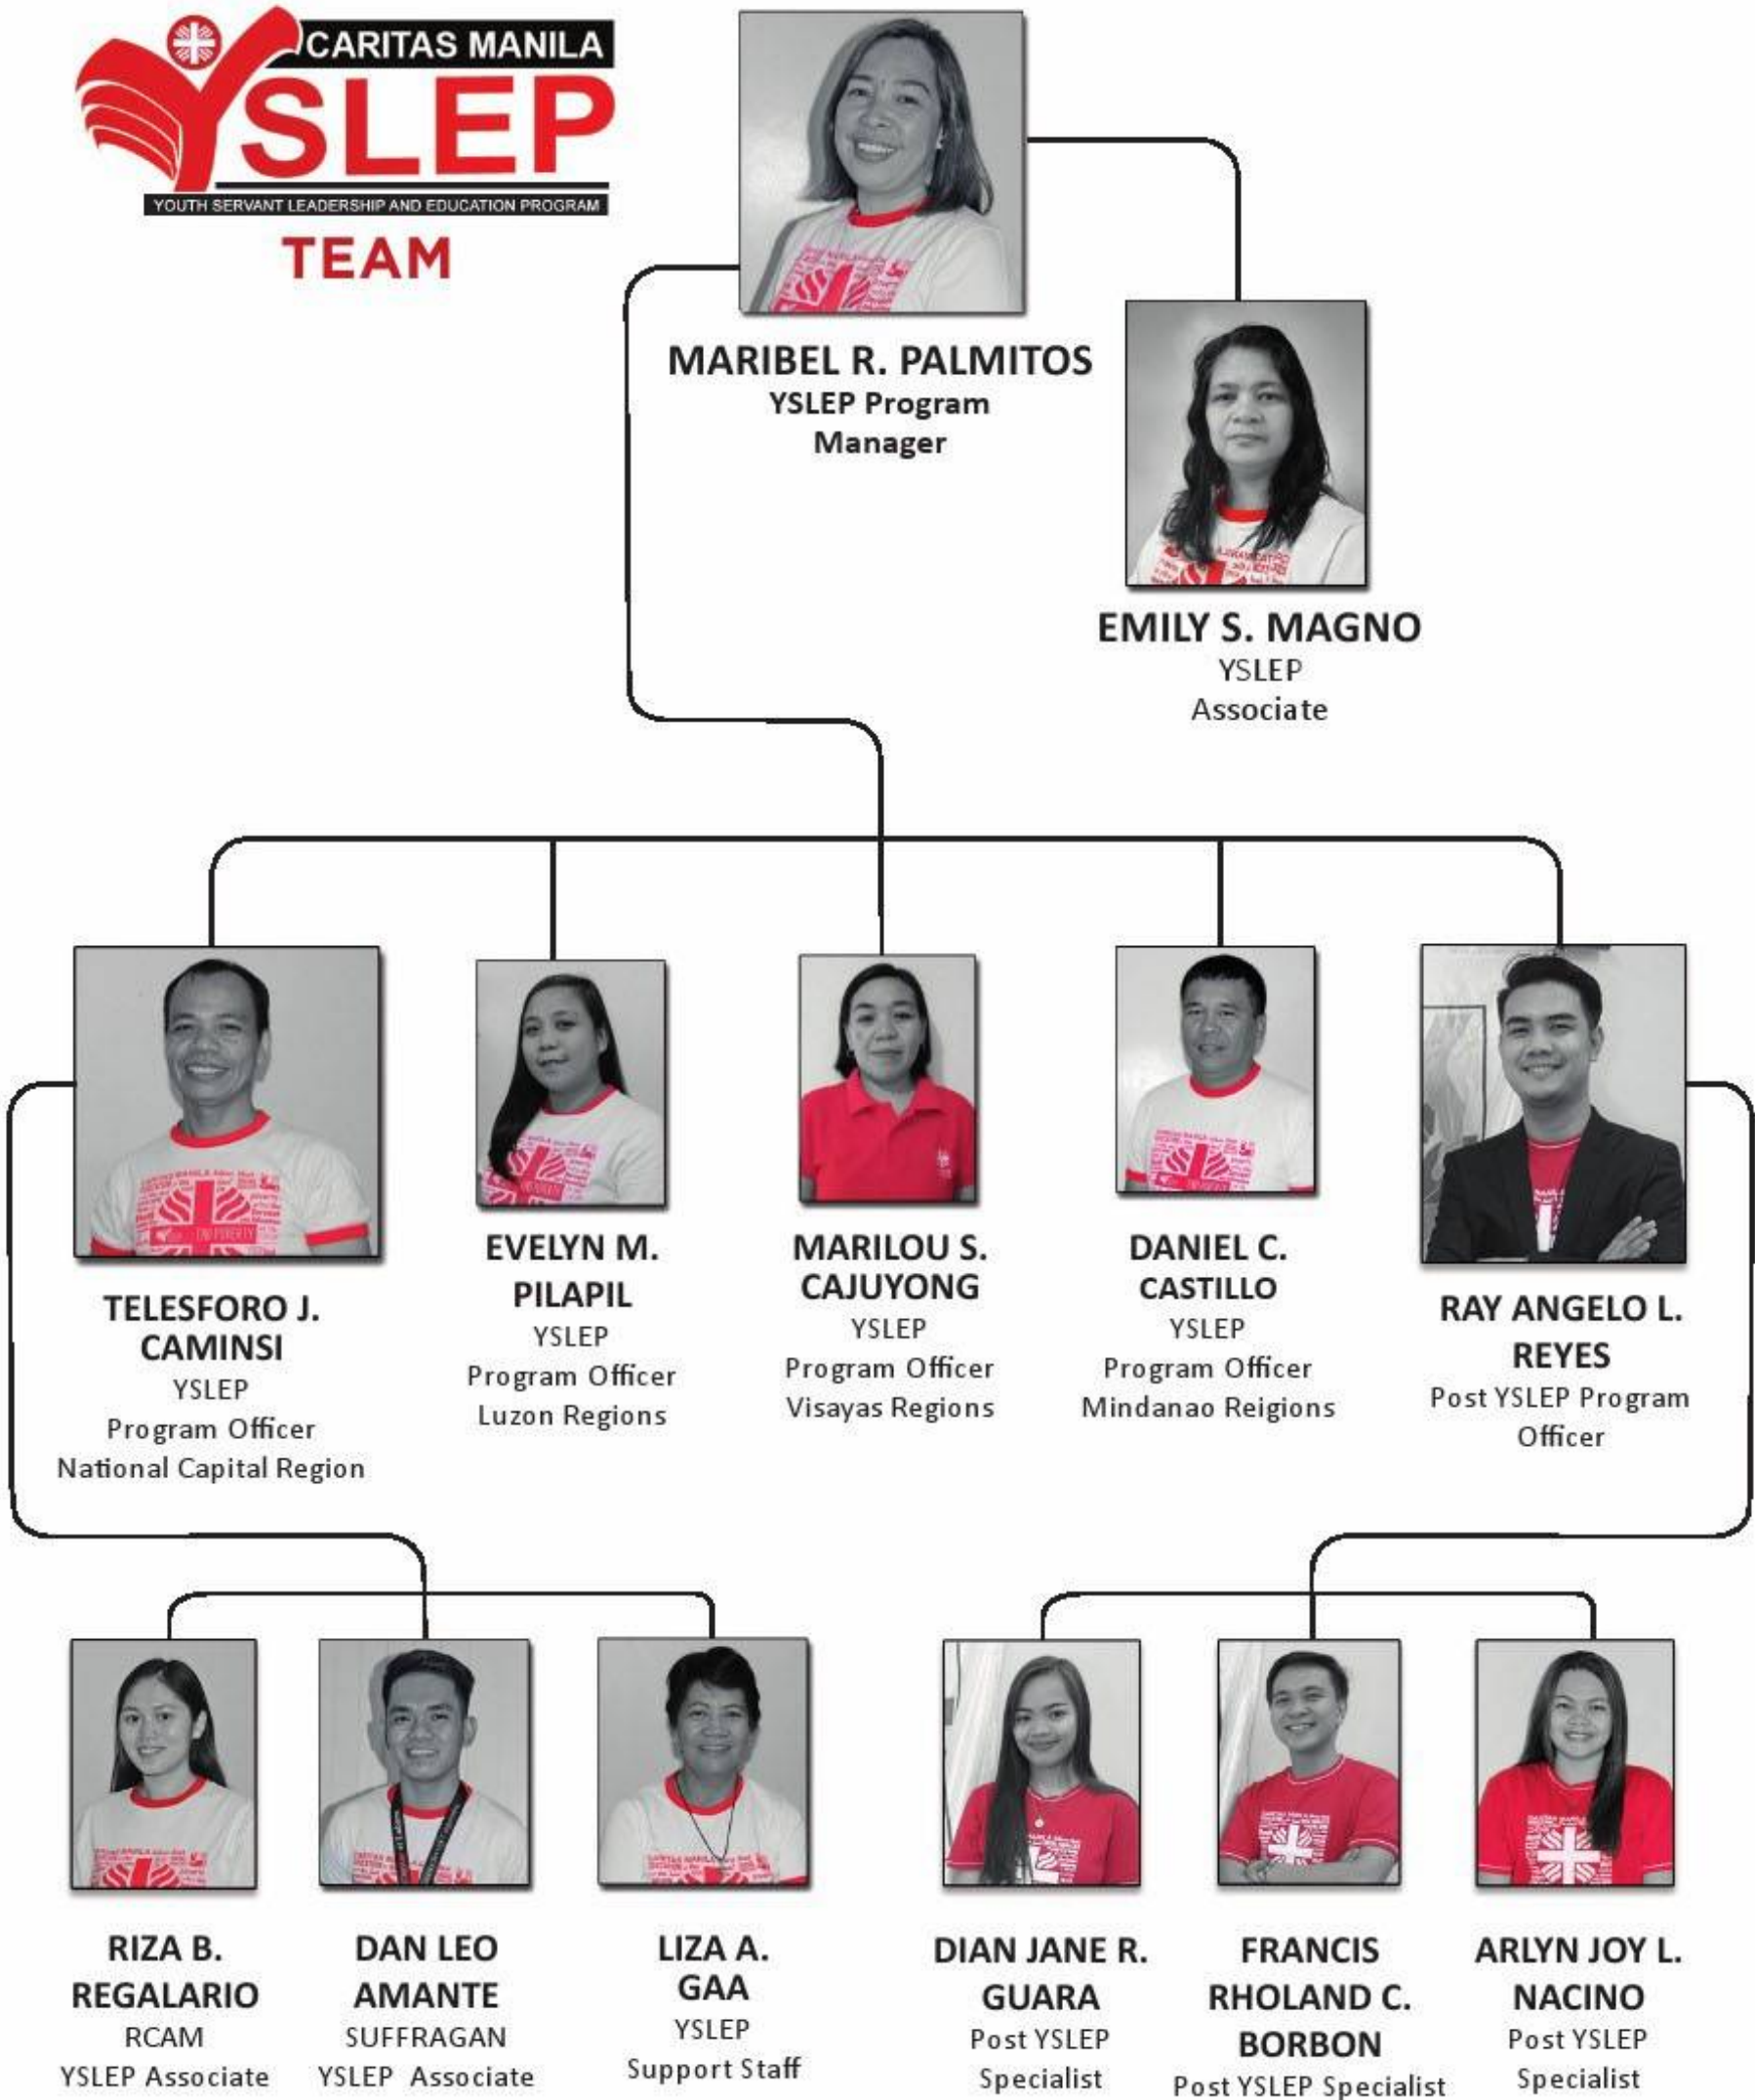 CARITAS MANILA
YSLEP
YOUTH SERVANT LEADERSHIP AND EDUCATION PROGRAM
TEAM
MARIBEL R. PALMITOS
YSLEP Program
Manager
EMILY S. MAGNO
YSLEP
Associate
TELESFORO J.
CAMINSI
YSLEP
Program Officer
National Capital Region
EVELYN M.
PILAPIL
YSLEP
Program Officer
Luzon Regions
MARILOU S.
CAJUYONG
YSLEP
Program Officer
Visayas Regions
DANIEL C.
CASTILLO
YSLEP
Program Officer
Mindanao Reigions
RAY ANGELO L.
REYES
Post YSLEP Program
Officer
RIZA B.
REGALARIO
RCAM
YSLEP Associate
DAN LEO
AMANTE
SUFFRAGAN
YSLEP Associate
LIZA A.
GAA
YSLEP
Support Staff
DIAN JANE R.
GUARA
Post YSLEP
Specialist
FRANCIS
RHOLAND C.
BORBON
Post YSLEP Specialist
ARLYN JOY L.
NACINO
Post YSLEP
Specialist